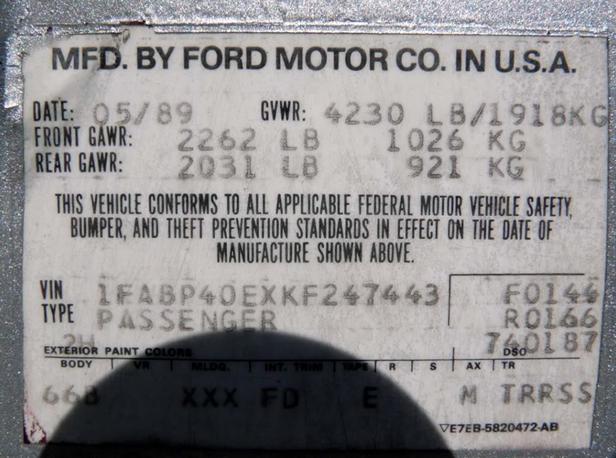 MFD. BY FORD MOTOR CO. IN U.S.A.
DATE: 05/89 GVWR: 4230 LB/1918KG
FRONT GAWR: 2262 LB 1026 KG
REAR GAWR: 2031 LB 921 KG
THIS VEHICLE CONFORMS TO ALL APPLICABLE FEDERAL MOTOR VEHICLE SAFETY,
BUMPER, AND THEFT PREVENTION STANDARDS IN EFFECT ON THE DATE OF
MANUFACTURE SHOWN ABOVE.
VIN 1FABP40EXKF247443 F0144
TYPE PASSENGER R0166
2H 740187
EXTERIOR PAINT COLORS DSO
BODY VR MLDG. INT. TRIM TAPE R S AX TR
66B XXX FD E M TRRSS
▽E7EB-5820472-AB